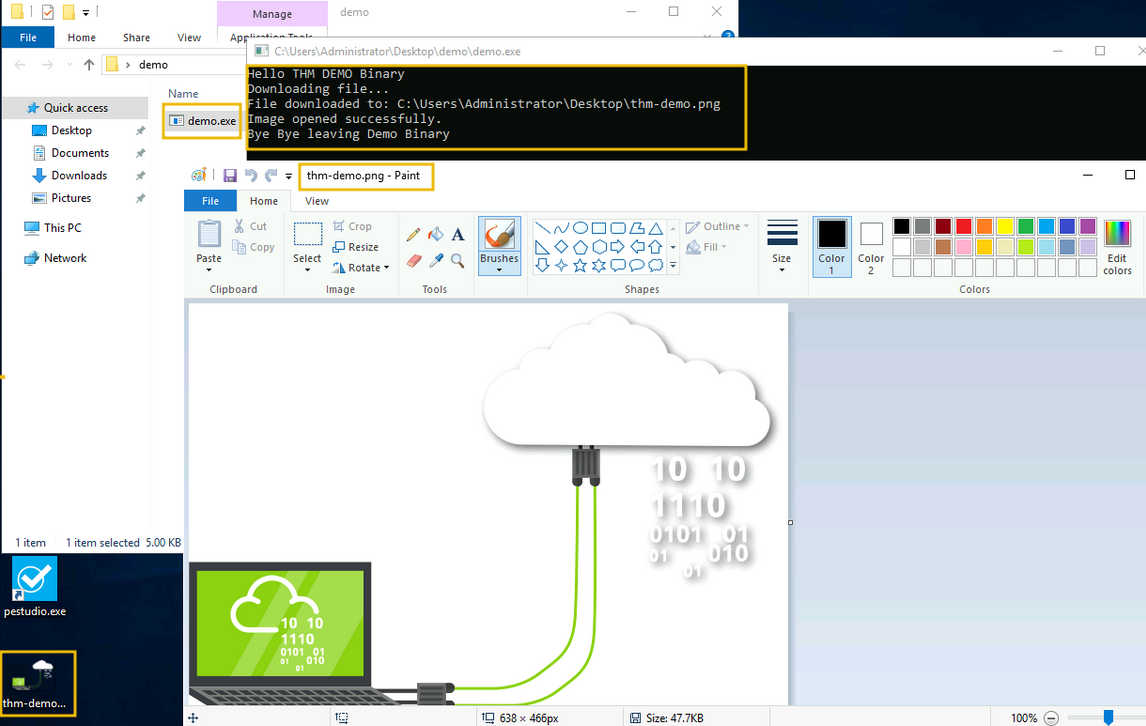 Manage
demo
File
Home
Share
View
Application Tools
C:\Users\Administrator\Desktop\demo\demo.exe
demo
Name
Quick access
demo.exe
Desktop
Documents
Downloads
Pictures
This PC
Network
1 item
1 item selected 5.00 KB
Hello THM DEMO Binary
Downloading file...
File downloaded to: C:\Users\Administrator\Desktop\thm-demo.png
Image opened successfully.
Bye Bye leaving Demo Binary
thm-demo.png - Paint
File
Home
View
Paste
Cut
Copy
Clipboard
Select
Crop
Resize
Rotate
Image
A
Tools
Brushes
Outline
Fill
Shapes
Size
Color 1
Color 2
Edit colors
Colors
10 10
1110
0101 01
01 010
01
10 10
1110
0101 01
01 010
01
pestudio.exe
thm-demo...
638 × 466px
Size: 47.7KB
100%